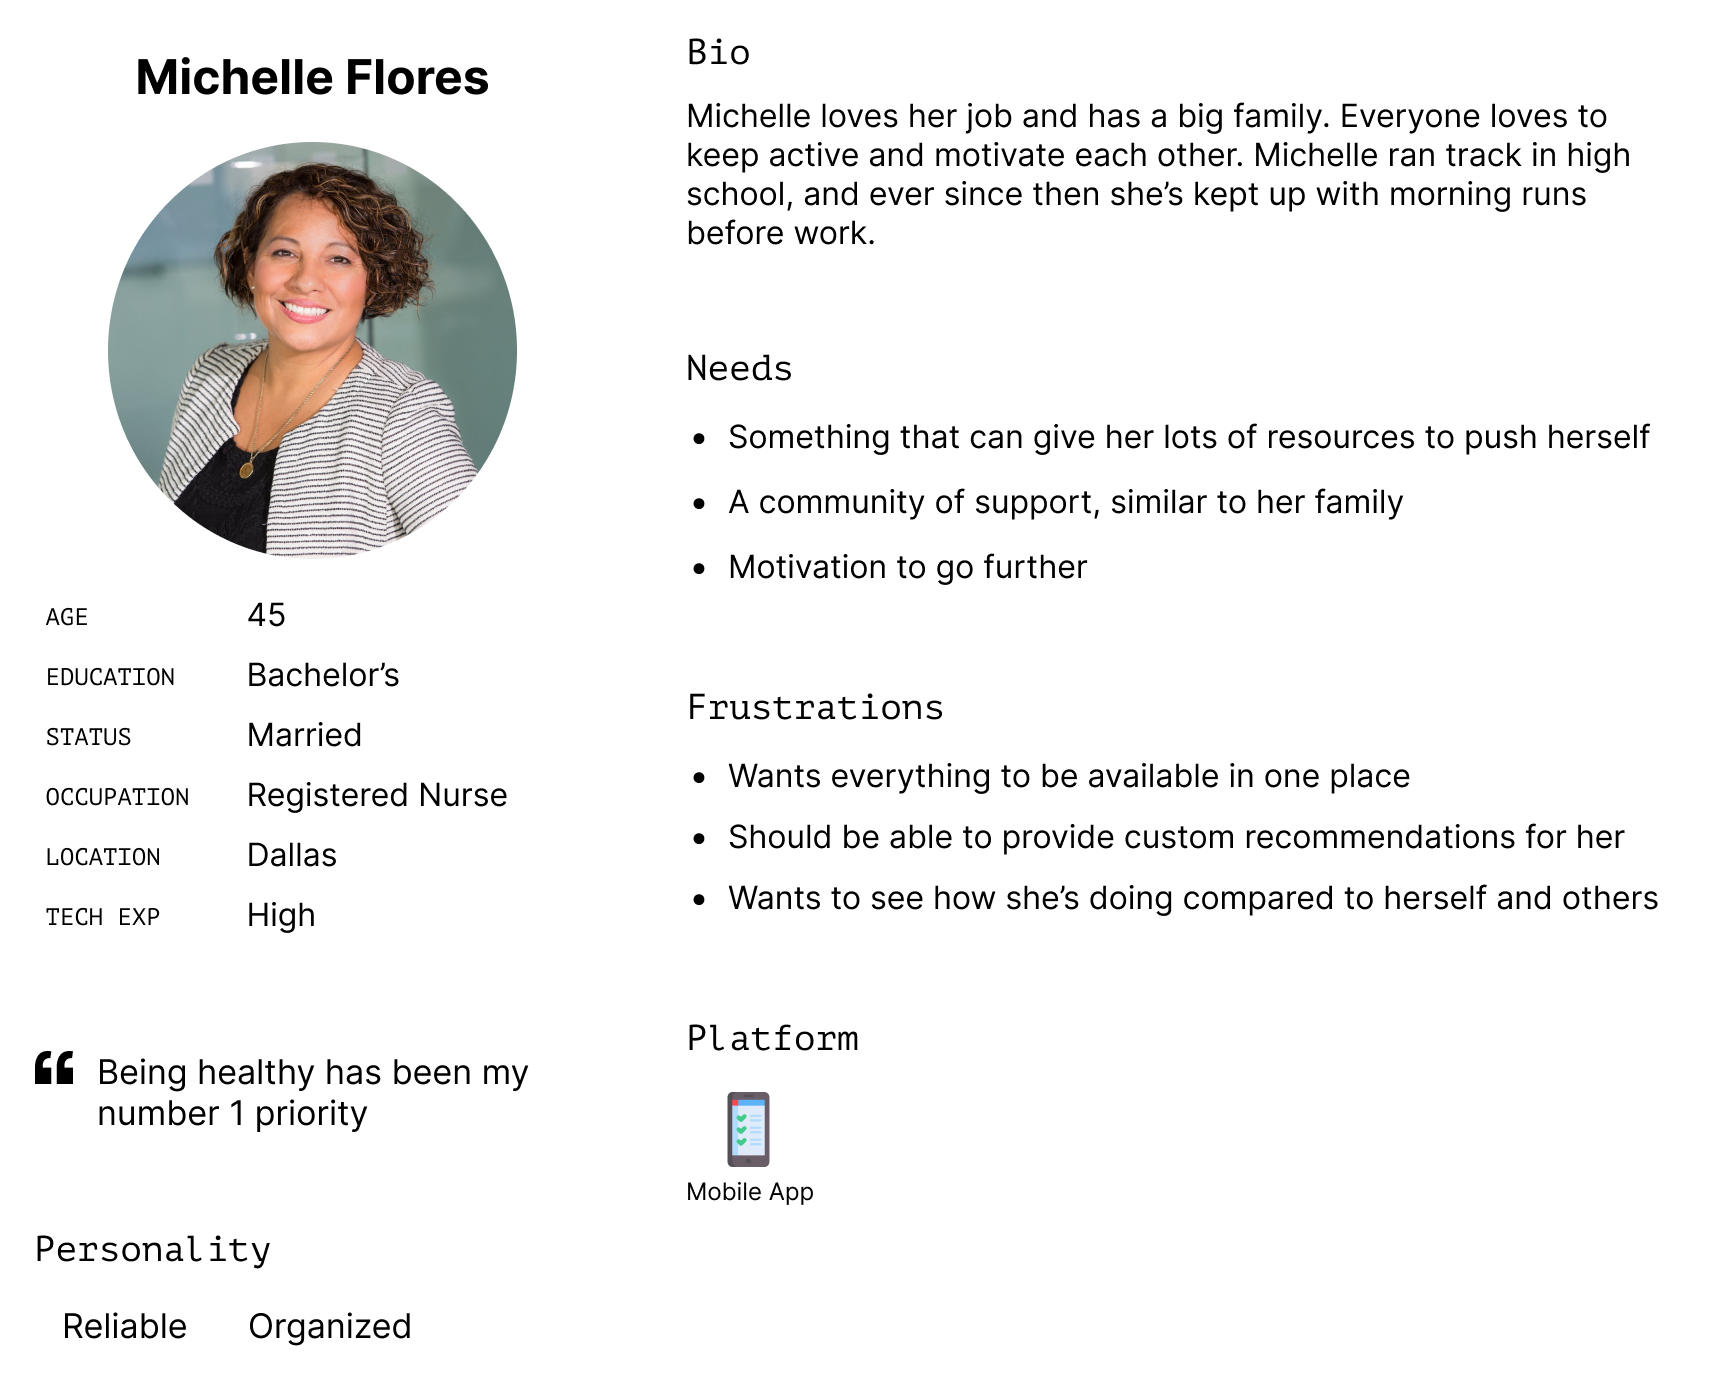 Michelle Flores
AGE 45
EDUCATION Bachelor’s
STATUS Married
OCCUPATION Registered Nurse
LOCATION Dallas
TECH EXP High
“ Being healthy has been my
number 1 priority
Personality
Reliable Organized
Bio
Michelle loves her job and has a big family. Everyone loves to
keep active and motivate each other. Michelle ran track in high
school, and ever since then she’s kept up with morning runs
before work.
Needs
• Something that can give her lots of resources to push herself
• A community of support, similar to her family
• Motivation to go further
Frustrations
• Wants everything to be available in one place
• Should be able to provide custom recommendations for her
• Wants to see how she’s doing compared to herself and others
Platform
Mobile App